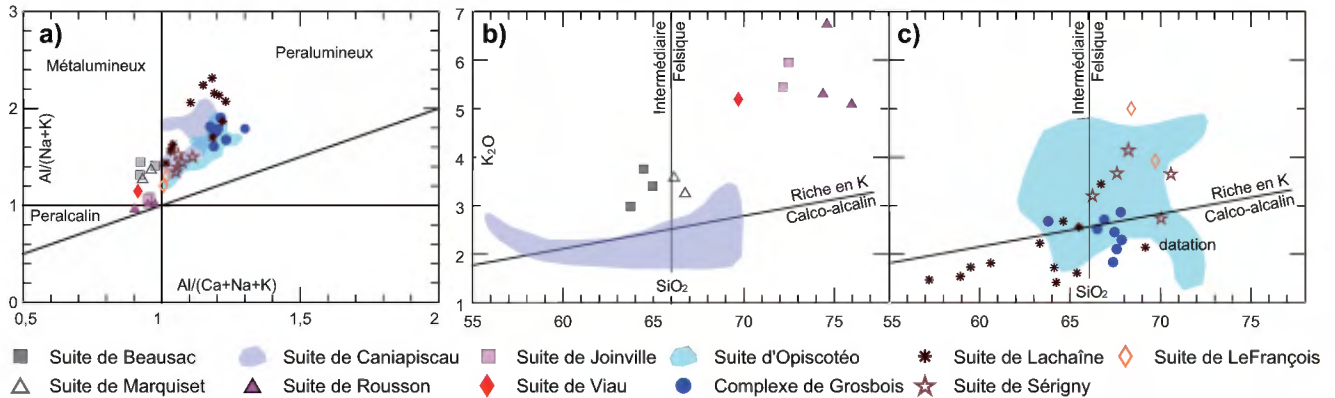 a)
Métalumineux
Peralumineux
Peralcalin
Al/(Na+K)
Al/(Ca+Na+K)
3
2
1
0
0,5
1
1,5
2
b)
Intermédiaire
Felsique
K₂O
Riche en K
Calco-alcalin
SiO₂
7
6
5
4
3
2
1
55
60
65
70
75
c)
Intermédiaire
Felsique
Riche en K
Calco-alcalin
datation
SiO₂
55
60
65
70
75
Suite de Beausac
Suite de Caniapiscau
Suite de Joinville
Suite d'Opiscotéo
Suite de Lachaîne
Suite de LeFrançois
Suite de Marquiset
Suite de Rousson
Suite de Viau
Complexe de Grosbois
Suite de Sérigny